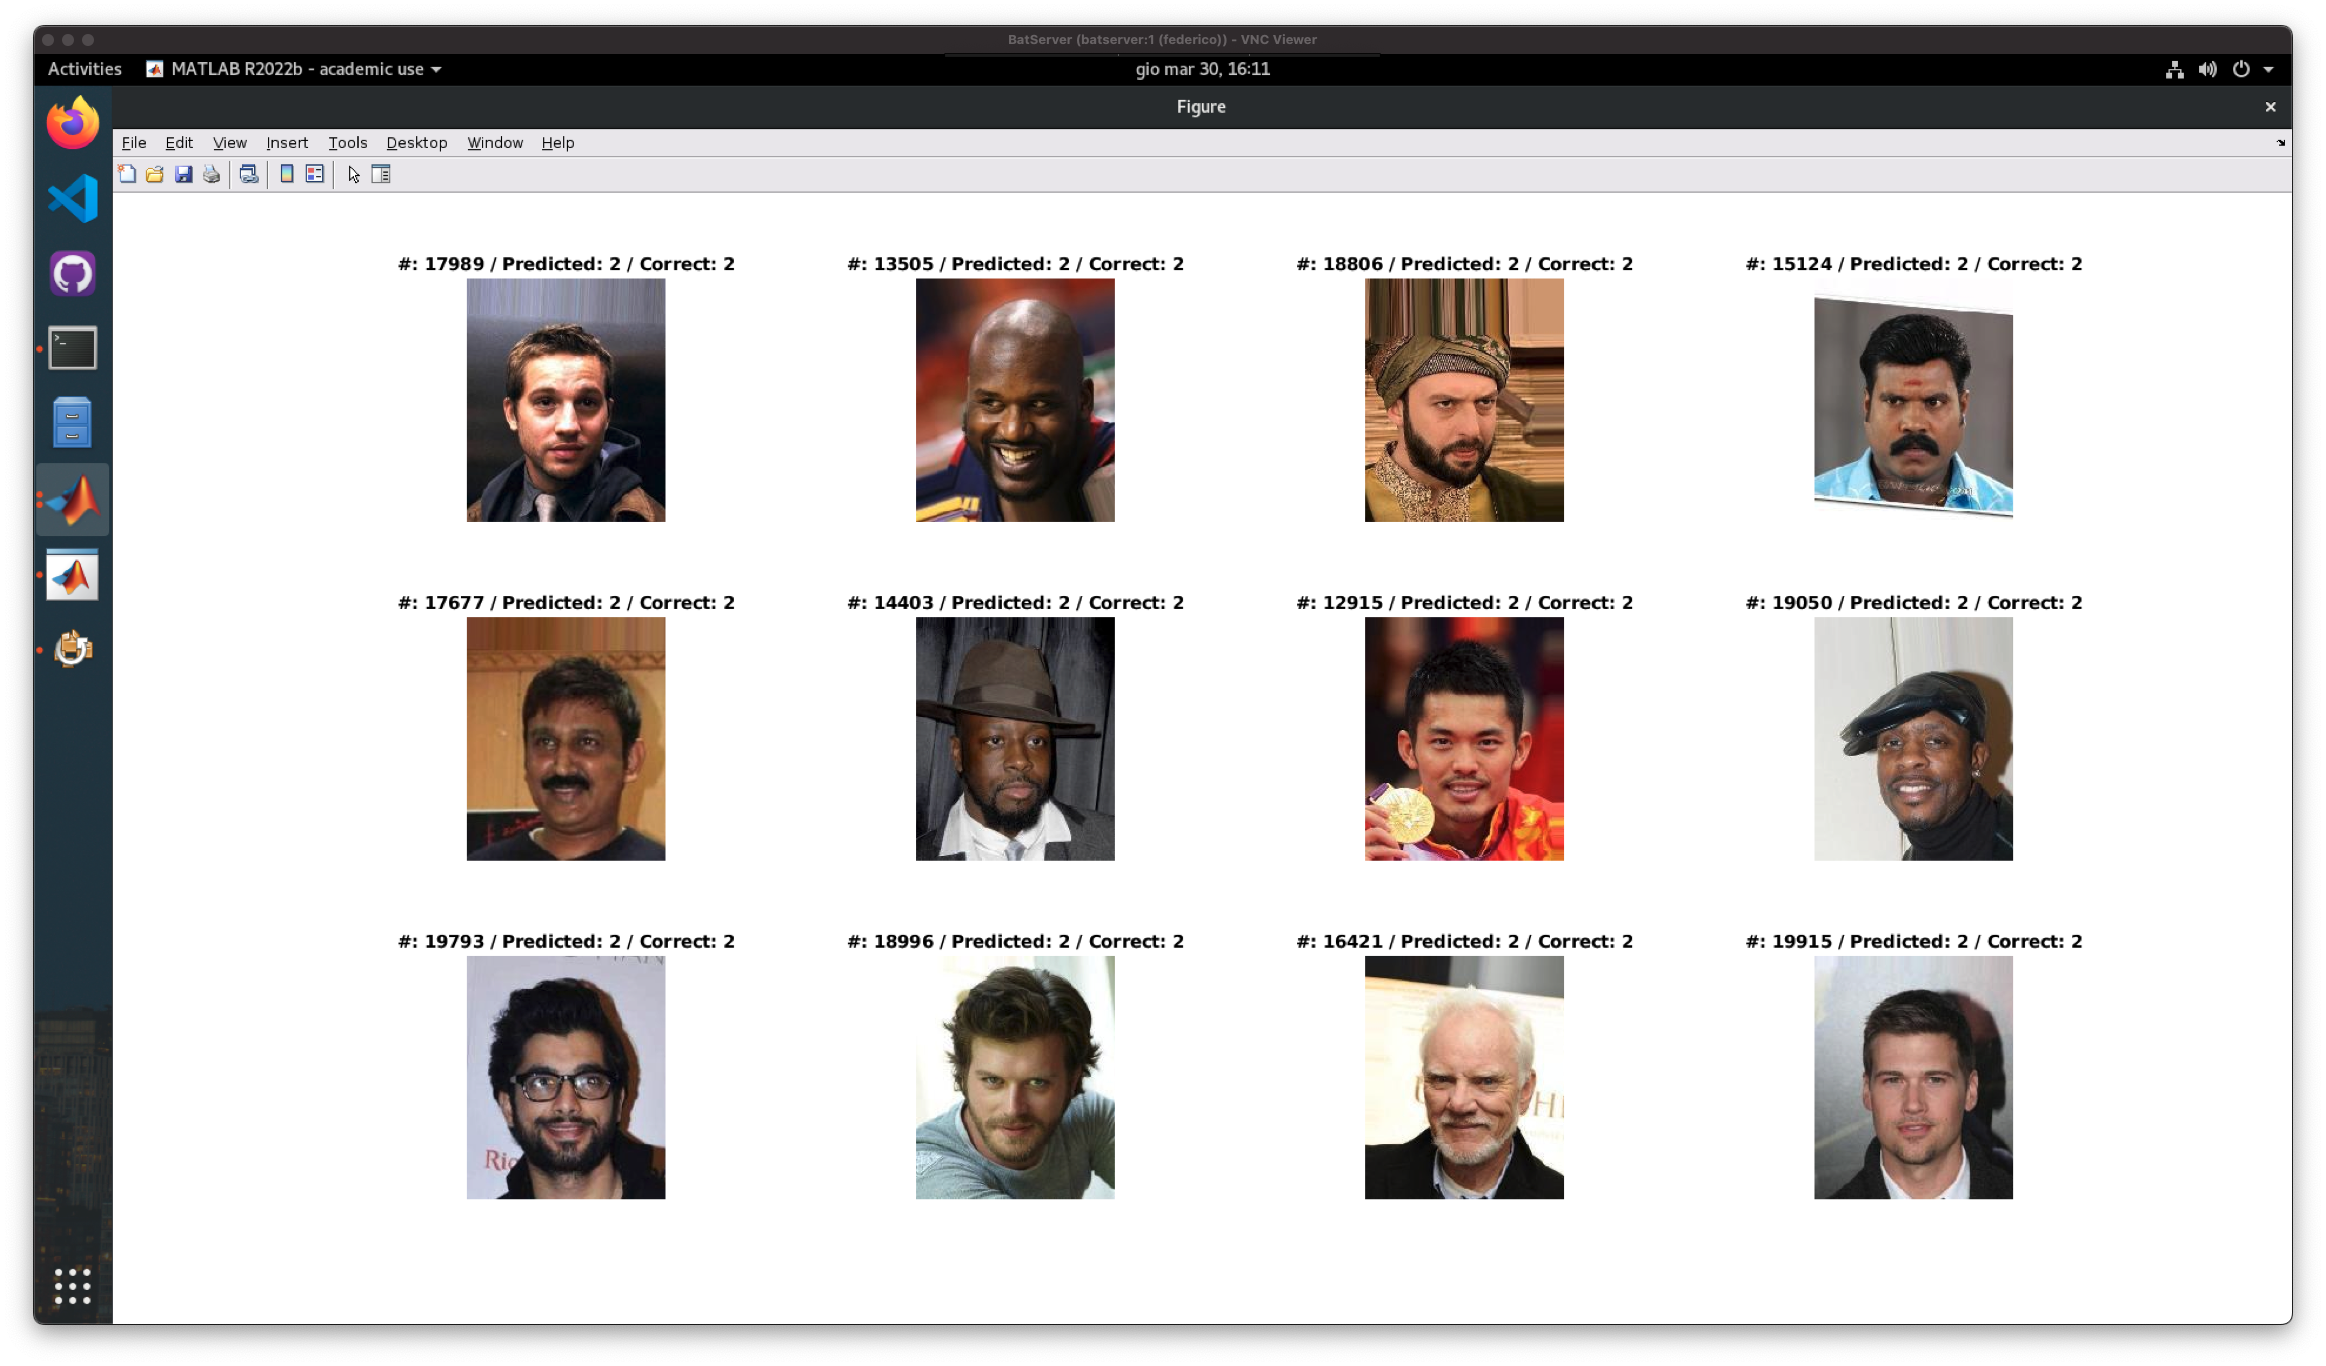 BatServer (batserver:1 (federico)) - VNC Viewer
Activities MATLAB R2022b - academic use gio mar 30, 16:11
Figure
File Edit View Insert Tools Desktop Window Help
#: 17989 / Predicted: 2 / Correct: 2
#: 13505 / Predicted: 2 / Correct: 2
#: 18806 / Predicted: 2 / Correct: 2
#: 15124 / Predicted: 2 / Correct: 2
#: 17677 / Predicted: 2 / Correct: 2
#: 14403 / Predicted: 2 / Correct: 2
#: 12915 / Predicted: 2 / Correct: 2
#: 19050 / Predicted: 2 / Correct: 2
#: 19793 / Predicted: 2 / Correct: 2
#: 18996 / Predicted: 2 / Correct: 2
#: 16421 / Predicted: 2 / Correct: 2
#: 19915 / Predicted: 2 / Correct: 2
Ric